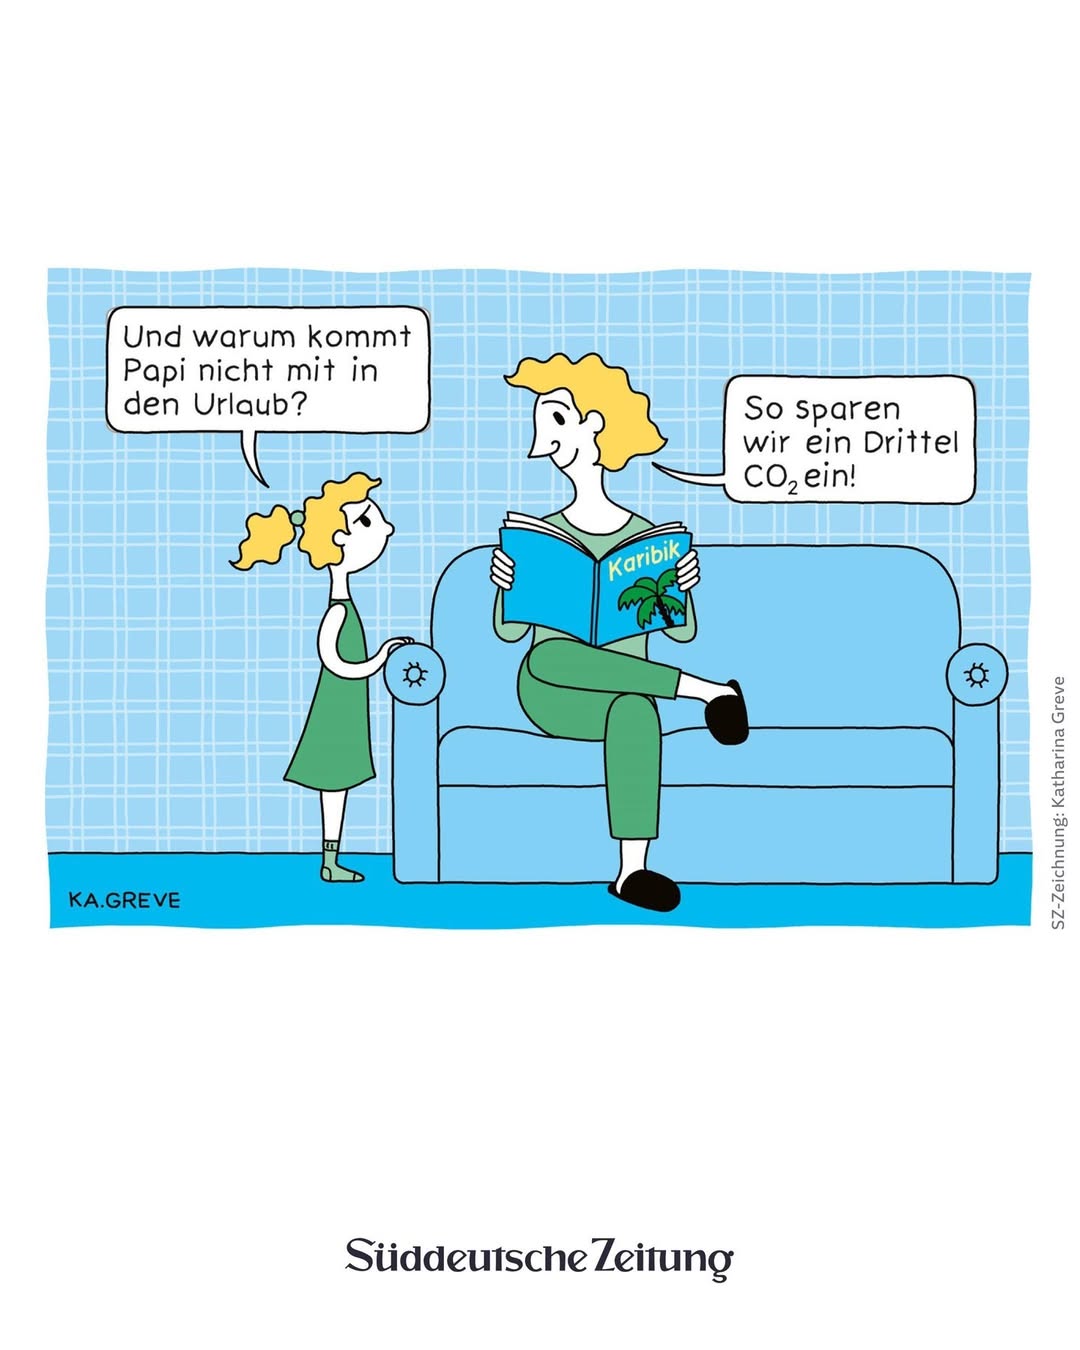 Und warum kommt
Papi nicht mit in
den Urlaub?
So sparen
wir ein Drittel
CO₂ ein!
Karibik
KA.GREVE
SZ-Zeichnung: Katharina Greve
Süddeutsche Zeitung